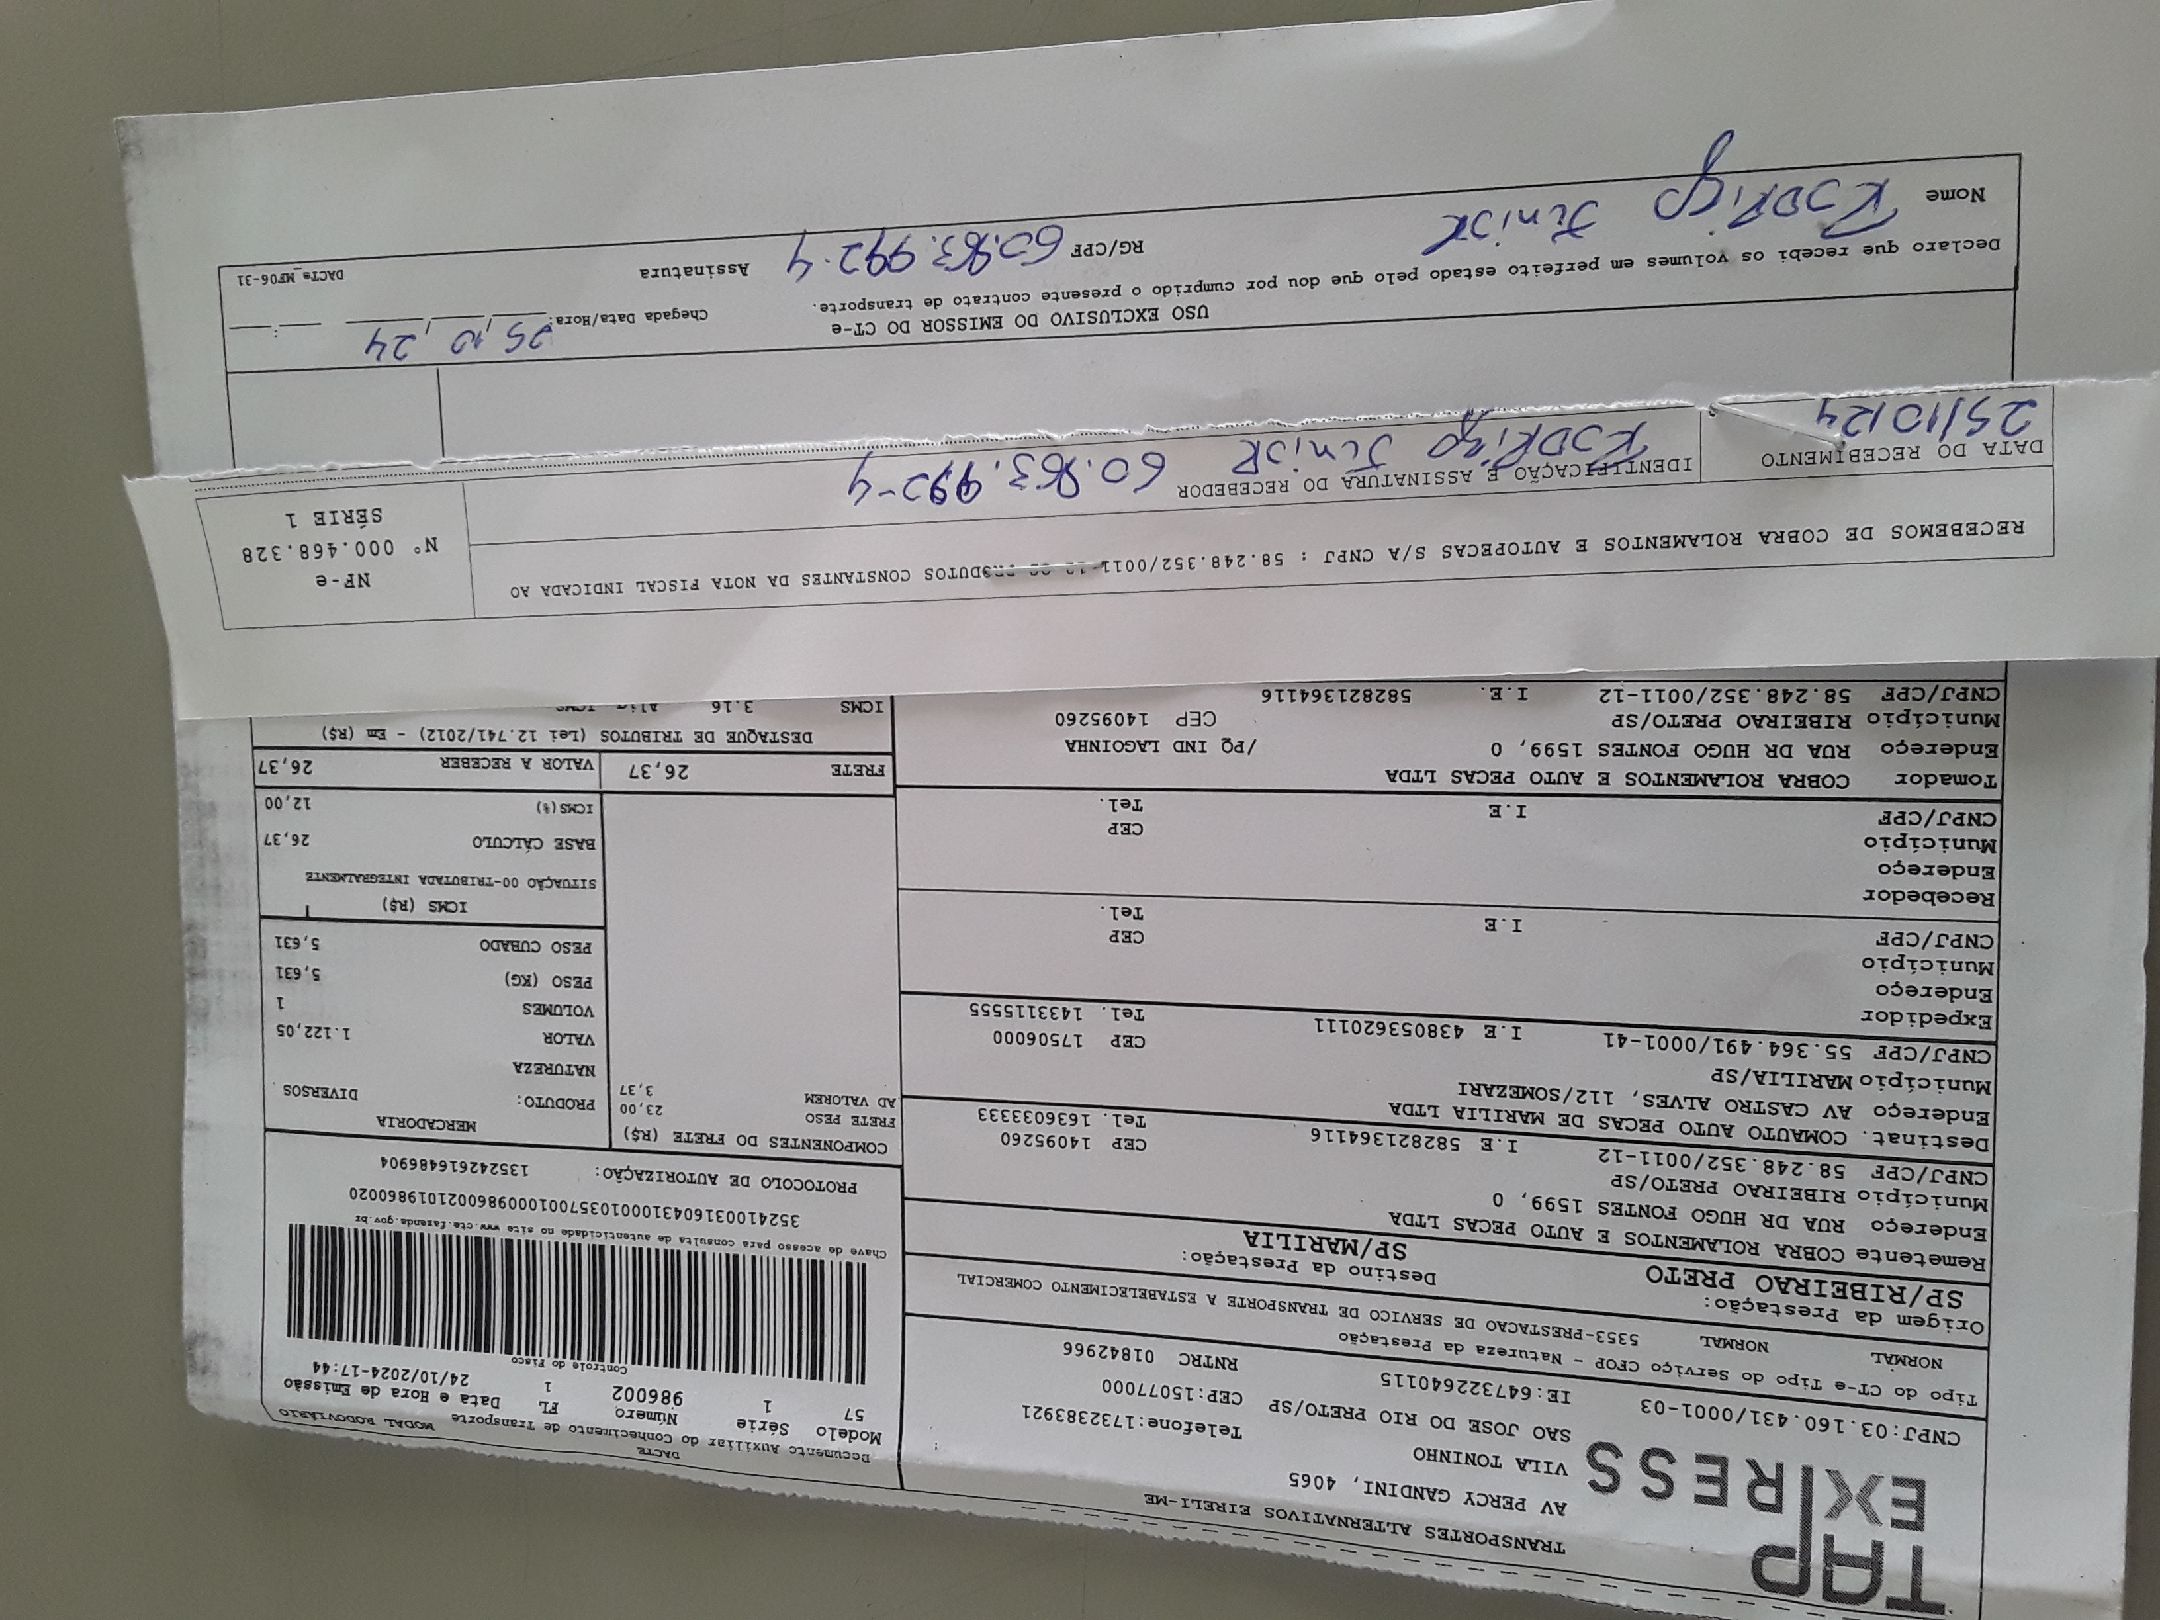 TAP
EXPRESS
TRANSPORTES ALTERNATIVOS EIRELI-ME
AV PERCY GANDINI, 4065
VILA TONINHO
SAO JOSE DO RIO PRETO/SP CEP:15077000
Telefone:1732383921
CNPJ:03.160.431/0001-03 IE:647322640115 RNTRC 01842966
Tipo do CT-e Tipo do Serviço CFOP - Natureza da Prestação
NORMAL NORMAL 5353-PRESTACAO DE SERVICO DE TRANSPORTE A ESTABELECIMENTO COMERCIAL
Origem da Prestação: Destino da Prestação:
SP/RIBEIRAO PRETO SP/MARILIA
DACTE
Documento Auxiliar do Conhecimento de Transporte MODAL RODOVIÁRIO
Modelo Série Número FL Data e Hora de Emissão
57 1 986002 1 24/10/2024-17:44
Controle do Fisco
Chave de acesso para consulta de autenticidade no site www.cte.fazenda.gov.br
PROTOCOLO DE AUTORIZAÇÃO: 135242616486904
Remetente COBRA ROLAMENTOS E AUTO PECAS LTDA
Endereço RUA DR HUGO FONTES 1599, 0
Município RIBEIRAO PRETO/SP CEP 14095260
CNPJ/CPF 58.248.352/0011-12 I.E 582821364116 Tel. 1636033333
Destinat. COMAUTO AUTO PECAS DE MARILIA LTDA
Endereço AV CASTRO ALVES, 112/SOMEZARI
Município MARILIA/SP CEP 17506000
CNPJ/CPF 55.364.491/0001-41 I.E 438053620111 Tel. 1433115555
Expedidor
Endereço
Município CEP
CNPJ/CPF I.E Tel.
Recebedor
Endereço
Município CEP
CNPJ/CPF I.E Tel.
Tomador COBRA ROLAMENTOS E AUTO PECAS LTDA
Endereço RUA DR HUGO FONTES 1599, 0 /PQ IND LAGOINHA
Município RIBEIRAO PRETO/SP CEP 14095260
CNPJ/CPF 58.248.352/0011-12 I.E. 582821364116
COMPONENTES DO FRETE (R$)
FRETE PESO 23,00
AD VALOREM 3,37
MERCADORIA
PRODUTO: DIVERSOS
NATUREZA
VALOR 1.122,05
VOLUMES 1
PESO (KG) 5,631
PESO CUBADO 5,631
ICMS (R$)
SITUAÇÃO 00-TRIBUTADA INTEGRALMENTE
BASE CÁLCULO 26,37
ICMS(%) 12,00
FRETE 26,37 VALOR A RECEBER 26,37
DESTAQUE DE TRIBUTOS (Lei 12.741/2012) - Em (R$)
ICMS 3.16
RECEBEMOS DE COBRA ROLAMENTOS E AUTOPECAS S/A CNPJ : 58.248.352/0011-12 OS PRODUTOS CONSTANTES DA NOTA FISCAL INDICADA AO
NF-e
Nº 000.468.328
SÉRIE 1
DATA DO RECEBIMENTO IDENTIFICAÇÃO E ASSINATURA DO RECEBEDOR
25/10/24 RODRigo JUNiOR 60.863.992-4
USO EXCLUSIVO DO EMISSOR DO CT-e
Declaro que recebi os volumes em perfeito estado pelo que dou por cumprido o presente contrato de transporte.
Chegada Data/Hora: 25,10,24
Nome RODRigo JUNiOR RG/CPF 60.863.992-4 Assinatura
DACTe_MF06-31